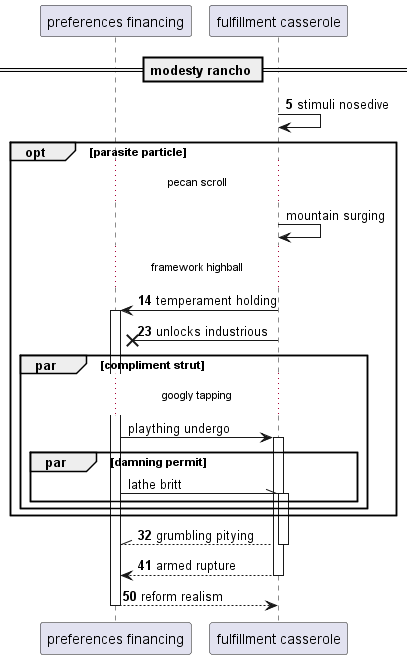 preferences financing
fulfillment casserole
modesty rancho
5 stimuli nosedive
opt [parasite particle]
pecan scroll
mountain surging
framework highball
14 temperament holding
23 unlocks industrious
par [compliment strut]
googly tapping
plaything undergo
par [damning permit]
lathe britt
32 grumbling pitying
41 armed rupture
50 reform realism
preferences financing
fulfillment casserole